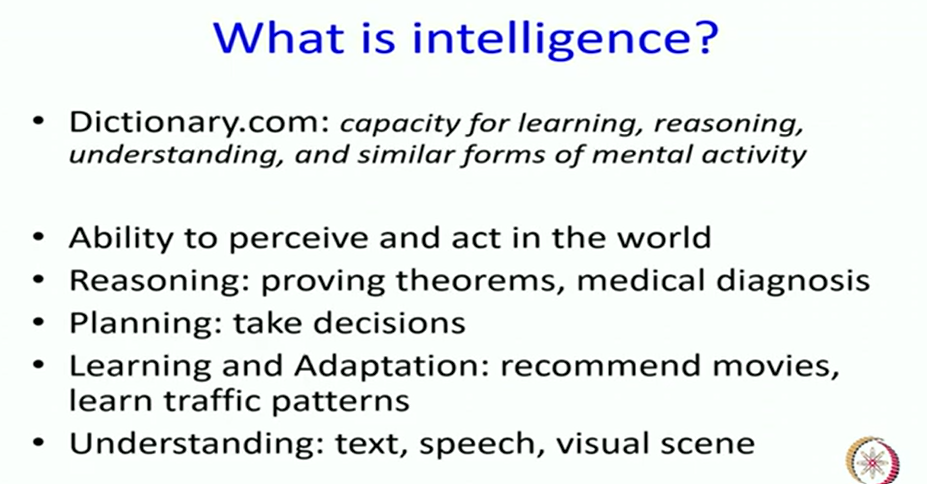 What is intelligence?
• Dictionary.com: capacity for learning, reasoning,
understanding, and similar forms of mental activity
• Ability to perceive and act in the world
• Reasoning: proving theorems, medical diagnosis
• Planning: take decisions
• Learning and Adaptation: recommend movies,
learn traffic patterns
• Understanding: text, speech, visual scene